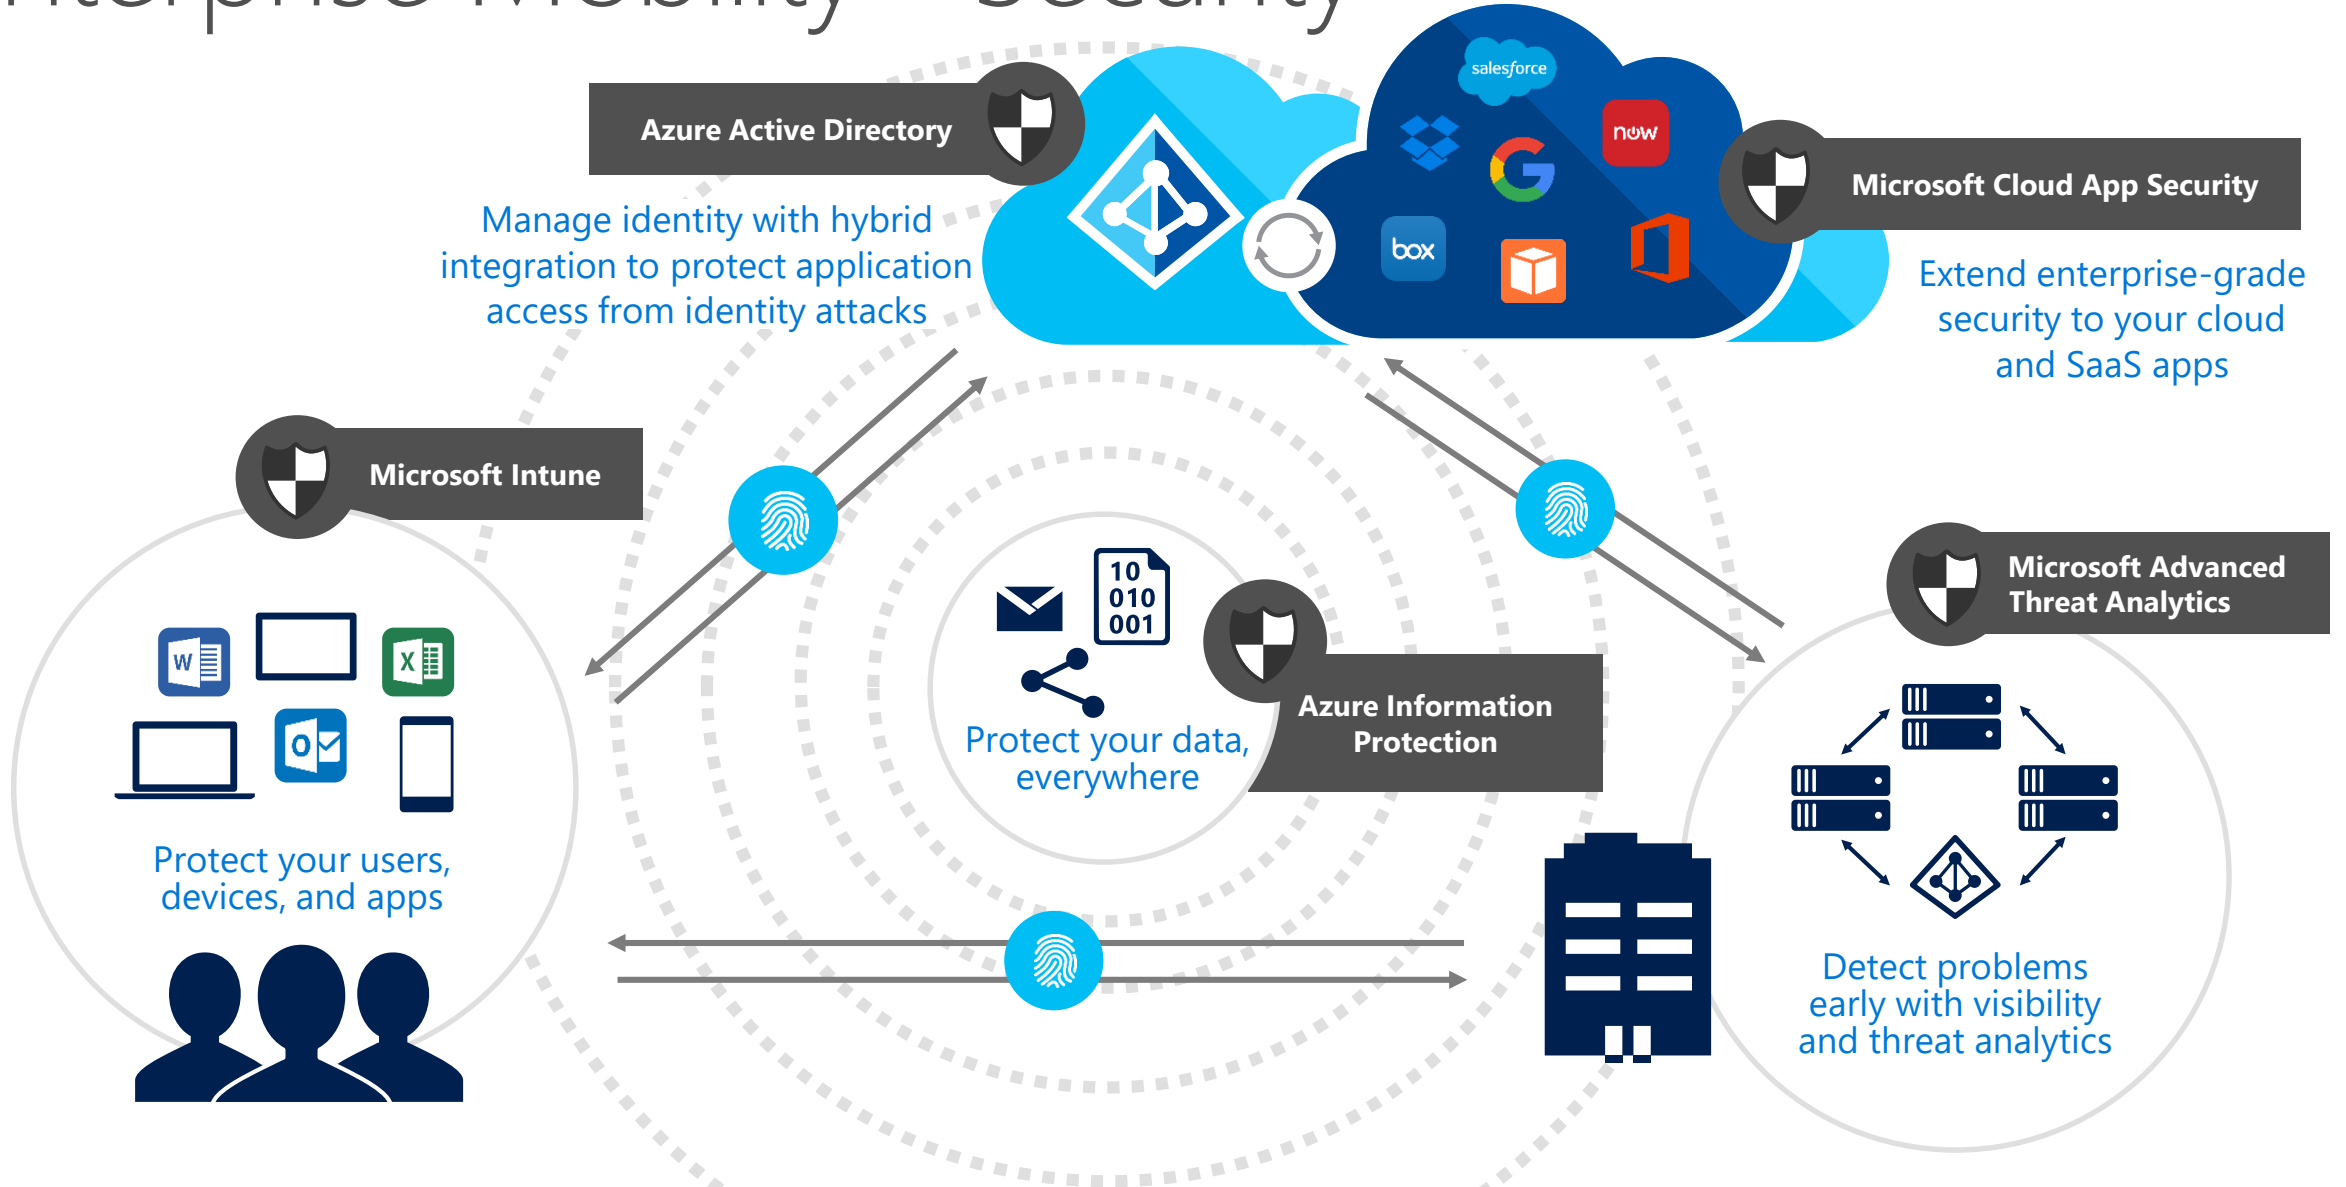 nterprise Mobility + Security
Azure Active Directory
Manage identity with hybrid
integration to protect application
access from identity attacks
salesforce
now
box
Microsoft Cloud App Security
Extend enterprise-grade
security to your cloud
and SaaS apps
Microsoft Intune
W
X
O
Protect your users,
devices, and apps
10
010
001
Protect your data,
everywhere
Azure Information
Protection
Microsoft Advanced
Threat Analytics
Detect problems
early with visibility
and threat analytics